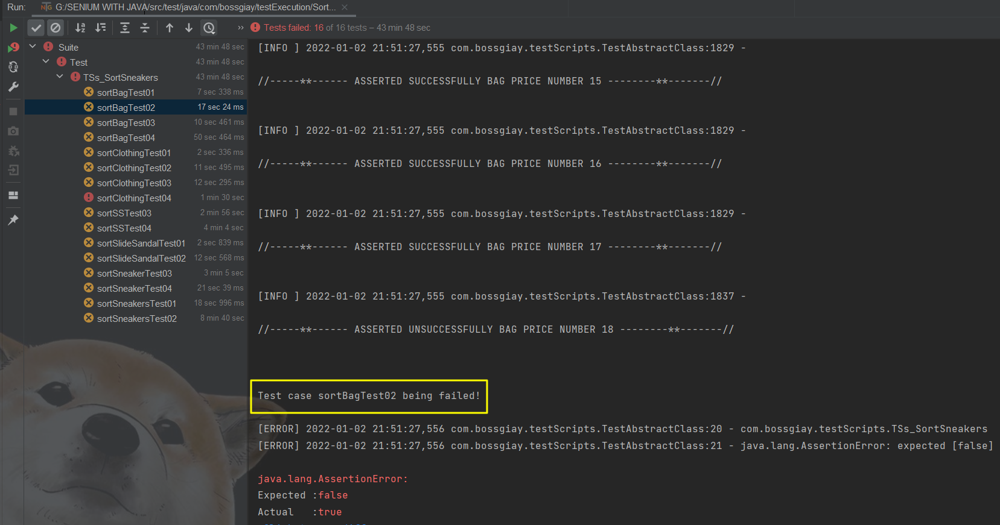 Run:
G:/SENIUM WITH JAVA/src/test/java/com/bossgiay/testExecution/Sort...
Tests failed: 16 of 16 tests – 43 min 48 sec
Suite 43 min 48 sec
Test 43 min 48 sec
TSs_SortSneakers 43 min 48 sec
sortBagTest01 7 sec 338 ms
sortBagTest02 17 sec 24 ms
sortBagTest03 10 sec 461 ms
sortBagTest04 50 sec 464 ms
sortClothingTest01 2 sec 336 ms
sortClothingTest02 11 sec 495 ms
sortClothingTest03 12 sec 295 ms
sortClothingTest04 1 min 30 sec
sortSSTest03 2 min 56 sec
sortSSTest04 4 min 4 sec
sortSlideSandalTest01 2 sec 839 ms
sortSlideSandalTest02 12 sec 568 ms
sortSneakerTest03 3 min 5 sec
sortSneakerTest04 21 sec 39 ms
sortSneakersTest01 18 sec 996 ms
sortSneakersTest02 8 min 40 sec
[INFO ] 2022-01-02 21:51:27,555 com.bossgiay.testScripts.TestAbstractClass:1829 -
//-----**------ ASSERTED SUCCESSFULLY BAG PRICE NUMBER 15 --------**-------//
[INFO ] 2022-01-02 21:51:27,555 com.bossgiay.testScripts.TestAbstractClass:1829 -
//-----**------ ASSERTED SUCCESSFULLY BAG PRICE NUMBER 16 --------**-------//
[INFO ] 2022-01-02 21:51:27,555 com.bossgiay.testScripts.TestAbstractClass:1829 -
//-----**------ ASSERTED SUCCESSFULLY BAG PRICE NUMBER 17 --------**-------//
[INFO ] 2022-01-02 21:51:27,555 com.bossgiay.testScripts.TestAbstractClass:1837 -
//-----**------ ASSERTED UNSUCCESSFULLY BAG PRICE NUMBER 18 --------**-------//
Test case sortBagTest02 being failed!
[ERROR] 2022-01-02 21:51:27,556 com.bossgiay.testScripts.TestAbstractClass:20 - com.bossgiay.testScripts.TSs_SortSneakers
[ERROR] 2022-01-02 21:51:27,556 com.bossgiay.testScripts.TestAbstractClass:21 - java.lang.AssertionError: expected [false]
java.lang.AssertionError:
Expected :false
Actual   :true